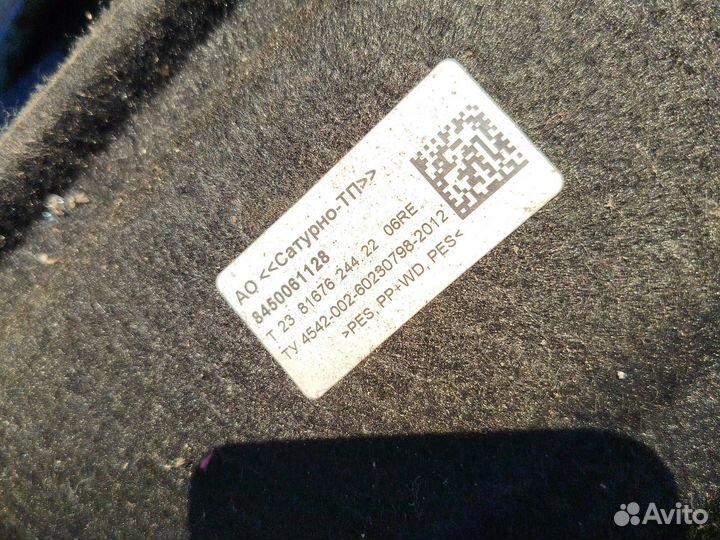 АО <<Сатурно-ТП>>
8450061128
Т 23 81676 244 22 06RE
ТУ 4542-002-60230798-2012
>PES, PP+WD, PES<
Avito